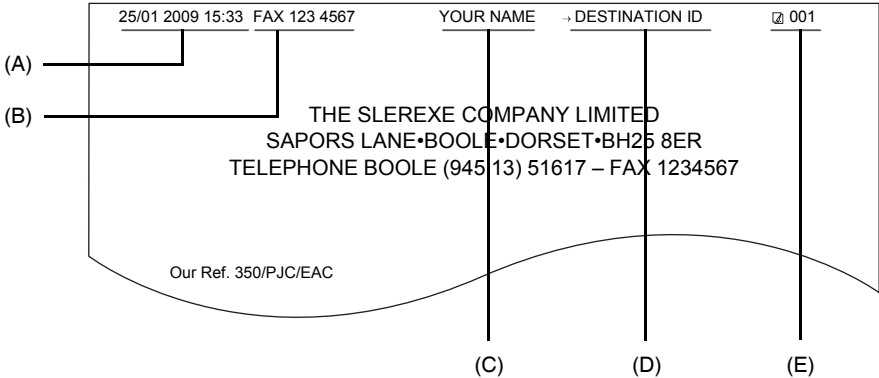 25/01 2009 15:33 FAX 123 4567 YOUR NAME → DESTINATION ID 001
(A)
(B)
THE SLEREXE COMPANY LIMITED
SAPORS LANE•BOOLE•DORSET•BH25 8ER
TELEPHONE BOOLE (945 13) 51617 – FAX 1234567
Our Ref. 350/PJC/EAC
(C) (D) (E)